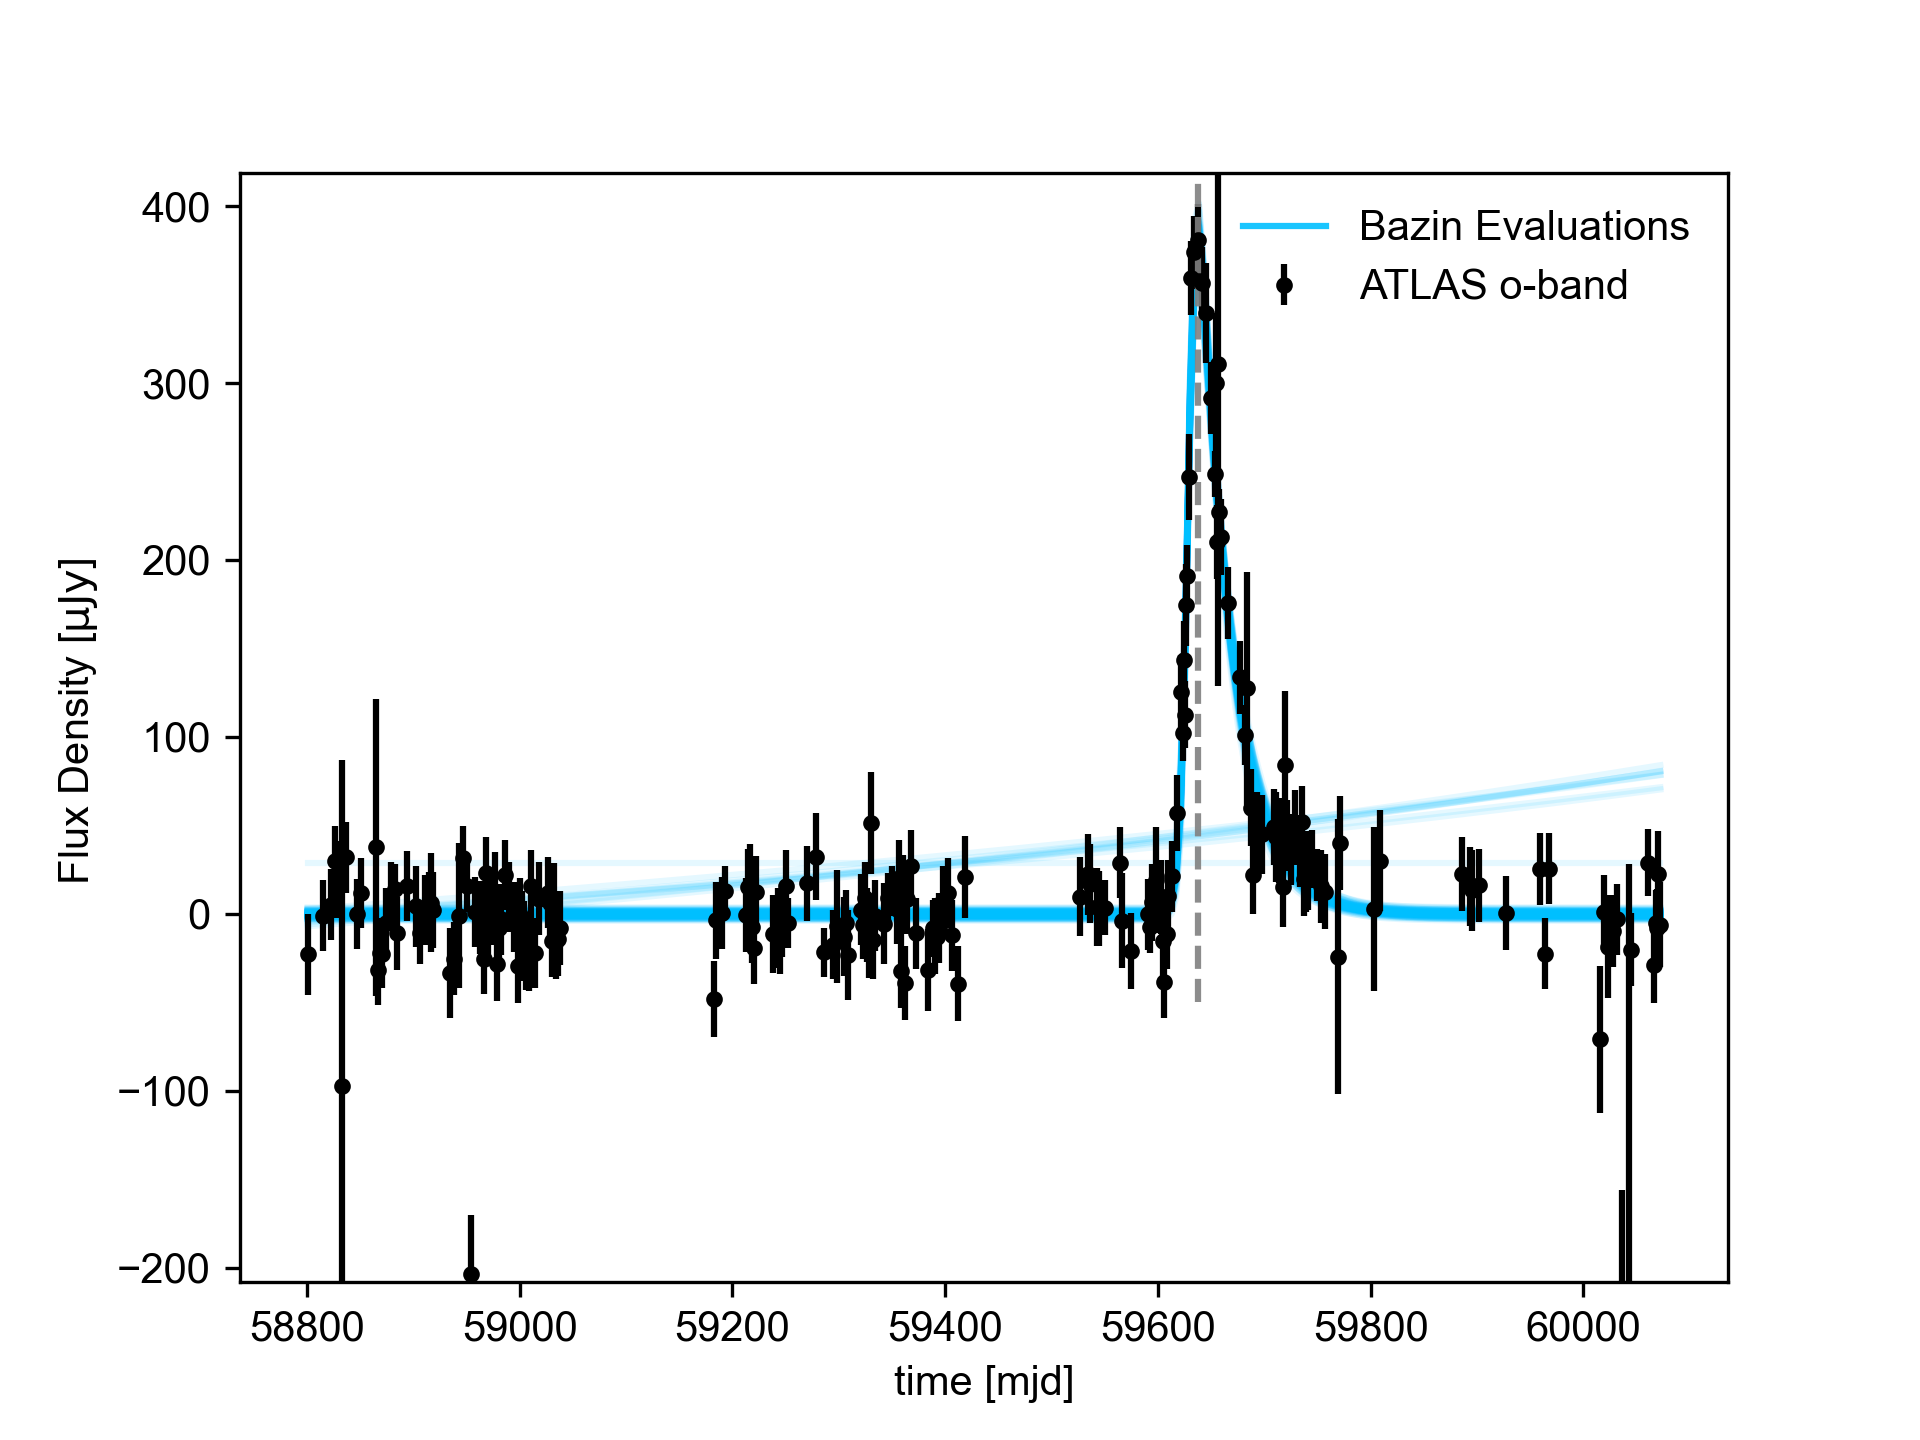 Bazin Evaluations
ATLAS o-band
400
300
200
100
0
−100
−200
Flux Density [µJy]
58800 59000 59200 59400 59600 59800 60000
time [mjd]